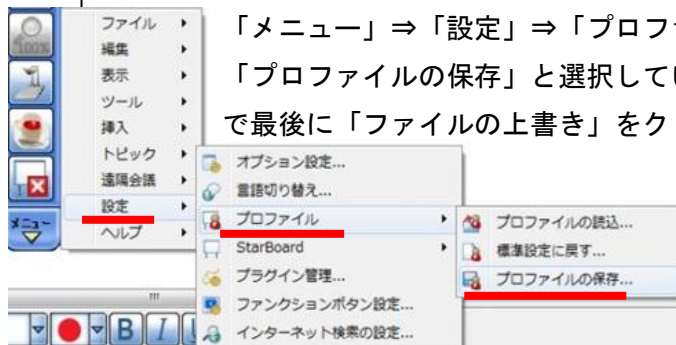 「メニュー」⇒「設定」⇒「プロフ
「プロファイルの保存」と選択して
で最後に「ファイルの上書き」をク
100%
ファイル
編集
表示
ツール
挿入
トピック
遠隔会議
設定
ヘルプ
メニュー
オプション設定...
言語切り替え...
プロファイル
StarBoard
プラグイン管理...
ファンクションボタン設定...
インターネット検索の設定...
プロファイルの読込...
標準設定に戻す...
プロファイルの保存...
B I U